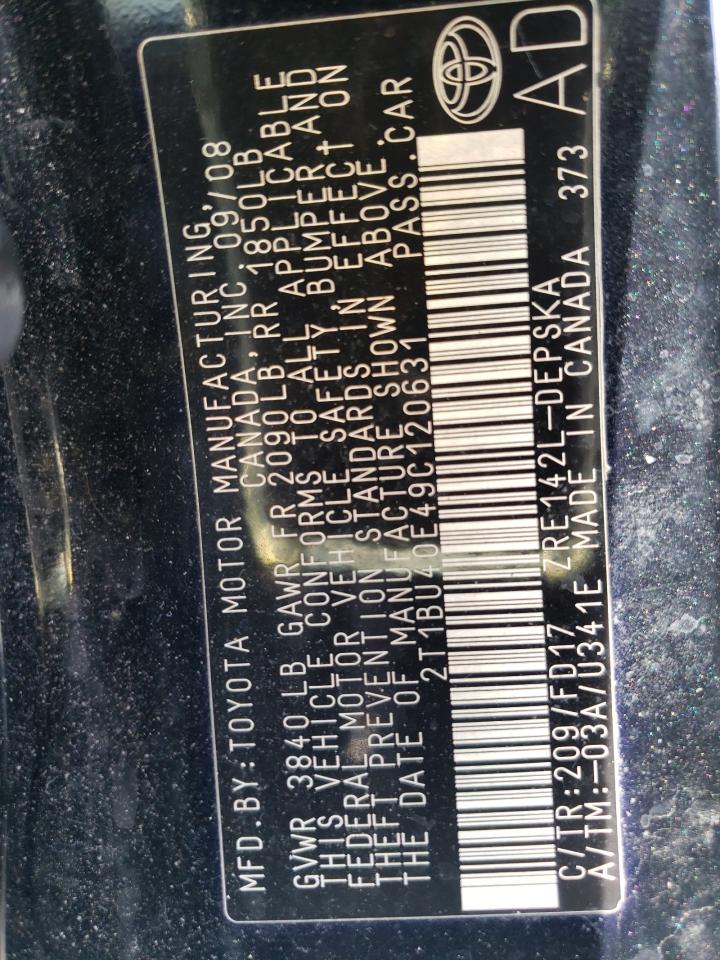 MFD.BY:TOYOTA MOTOR MANUFACTURING,
CANADA, INC. 09/08
GVWR 3840LB GAWR FR 2090LB RR 1850LB
THIS VEHICLE CONFORMS TO ALL APPLICABLE
FEDERAL MOTOR VEHICLE SAFETY, BUMPER AND
THEFT PREVENTION STANDARDS IN EFFECT ON
THE DATE OF MANUFACTURE SHOWN ABOVE.
2T1BU40E49C120631 PASS.CAR
C/TR:209/FD17 ZRE142L-DEPSKA
A/TM:-03A/U341E MADE IN CANADA 373
AD